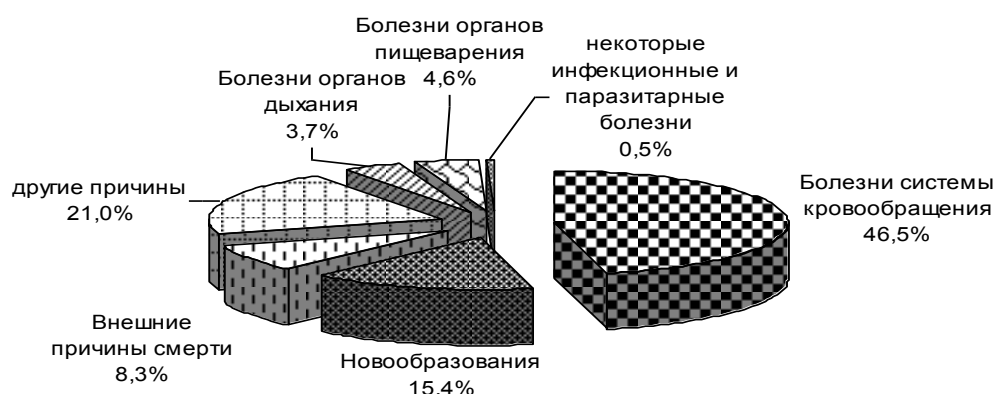 Болезни органов
пищеварения
4,6%
некоторые
инфекционные и
паразитарные
болезни
0,5%
Болезни органов
дыхания
3,7%
другие причины
21,0%
Болезни системы
кровообращения
46,5%
Внешние
причины смерти
8,3%
Новообразования
15,4%